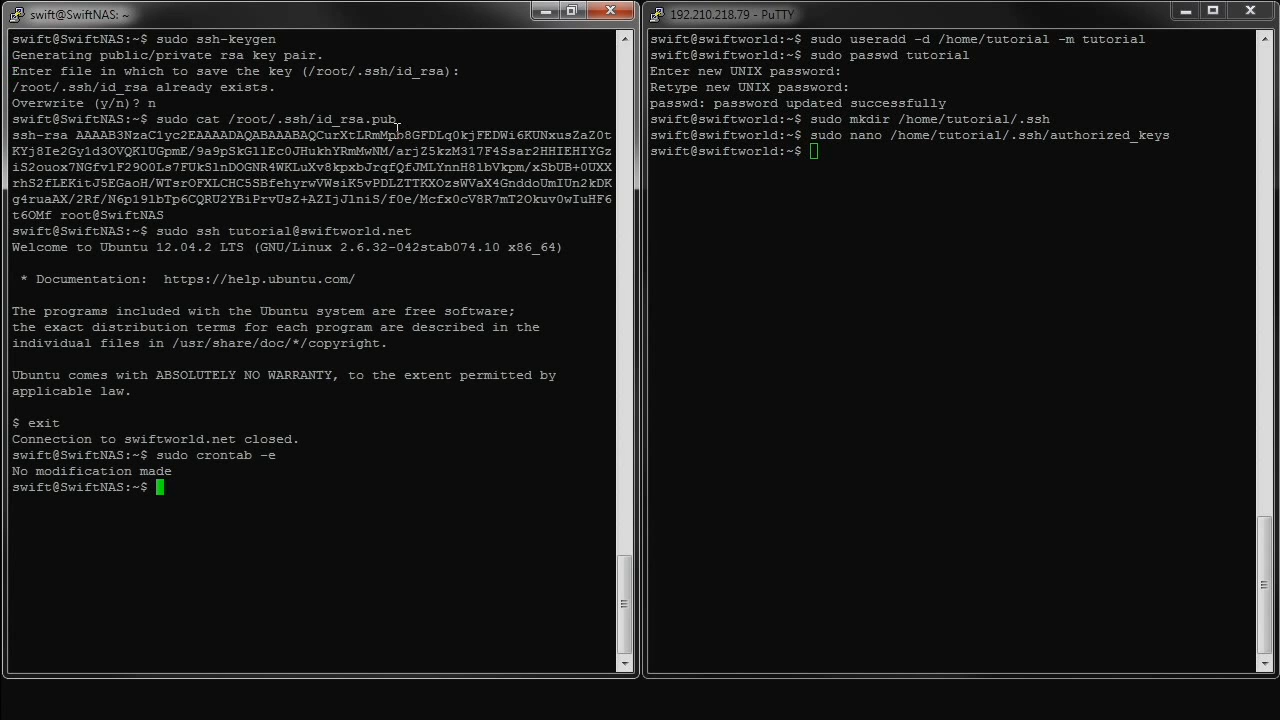 swift@SwiftNAS: ~
swift@SwiftNAS:~$ sudo ssh-keygen
Generating public/private rsa key pair.
Enter file in which to save the key (/root/.ssh/id_rsa):
/root/.ssh/id_rsa already exists.
Overwrite (y/n)? n
swift@SwiftNAS:~$ sudo cat /root/.ssh/id_rsa.pub
ssh-rsa AAAAB3NzaC1yc2EAAAADAQABAAABAQCurXtLRmMpb8GFDLq0kjFEDWi6KUNxusZaZ0t
KYj8Ie2Gy1d3OVQKlUGpmE/9a9pSkGllEc0JHukhYRmMwNM/arjZ5kzM317F4Ssar2HHIEHIYGz
iS2ouox7NGfvlF29O0Ls7FUkSlnDOGNR4WKLuXv8kpxbJrqfQfJMLYnnH8lbVkpm/xSbUB+0UXX
rhS2fLEKitJ5EGaoH/WTsrOFXLCHC5SBfehyrwVWsiK5vPDLZTTKXOzsWVaX4GnddoUmIUn2kDK
g4ruaAX/2Rf/N6p19lbTp6CQRU2YBiPrvUsZ+AZIjJlniS/f0e/Mcfx0cV8R7mT2Okuv0wIuHF6
t6OMf root@SwiftNAS
swift@SwiftNAS:~$ sudo ssh tutorial@swiftworld.net
Welcome to Ubuntu 12.04.2 LTS (GNU/Linux 2.6.32-042stab074.10 x86_64)
* Documentation:  https://help.ubuntu.com/
The programs included with the Ubuntu system are free software;
the exact distribution terms for each program are described in the
individual files in /usr/share/doc/*/copyright.
Ubuntu comes with ABSOLUTELY NO WARRANTY, to the extent permitted by
applicable law.
$ exit
Connection to swiftworld.net closed.
swift@SwiftNAS:~$ sudo crontab -e
No modification made
swift@SwiftNAS:~$
192.210.218.79 - PuTTY
swift@swiftworld:~$ sudo useradd -d /home/tutorial -m tutorial
swift@swiftworld:~$ sudo passwd tutorial
Enter new UNIX password:
Retype new UNIX password:
passwd: password updated successfully
swift@swiftworld:~$ sudo mkdir /home/tutorial/.ssh
swift@swiftworld:~$ sudo nano /home/tutorial/.ssh/authorized_keys
swift@swiftworld:~$